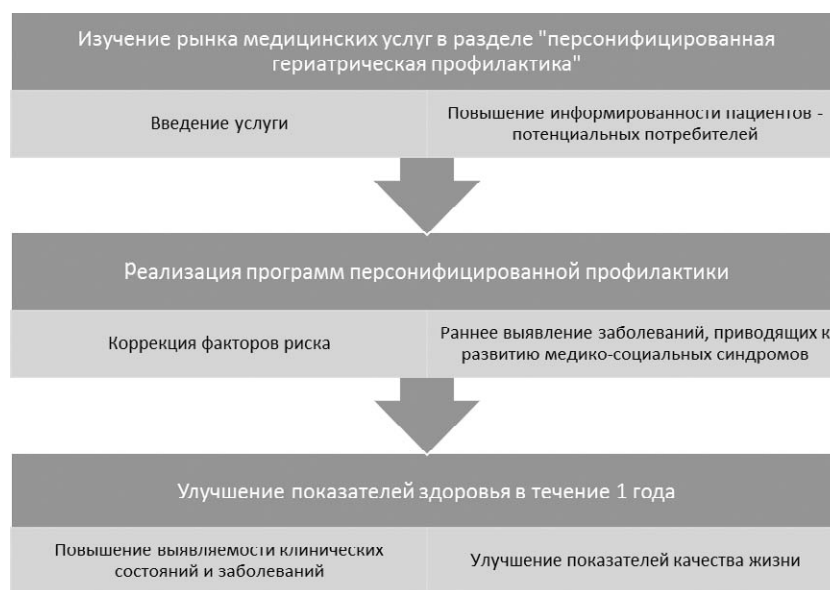 Изучение рынка медицинских услуг в разделе "персонифицированная
гериатрическая профилактика"
Введение услуги
Повышение информированности пациентов -
потенциальных потребителей
Реализация программ персонифицированной профилактики
Коррекция факторов риска
Раннее выявление заболеваний, приводящих к
развитию медико-социальных синдромов
Улучшение показателей здоровья в течение 1 года
Повышение выявляемости клинических
состояний и заболеваний
Улучшение показателей качества жизни